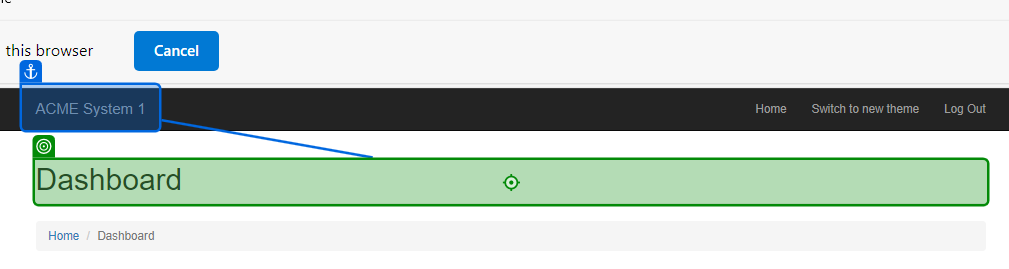 this browser Cancel
ACME System 1 Home Switch to new theme Log Out
Dashboard
Home / Dashboard